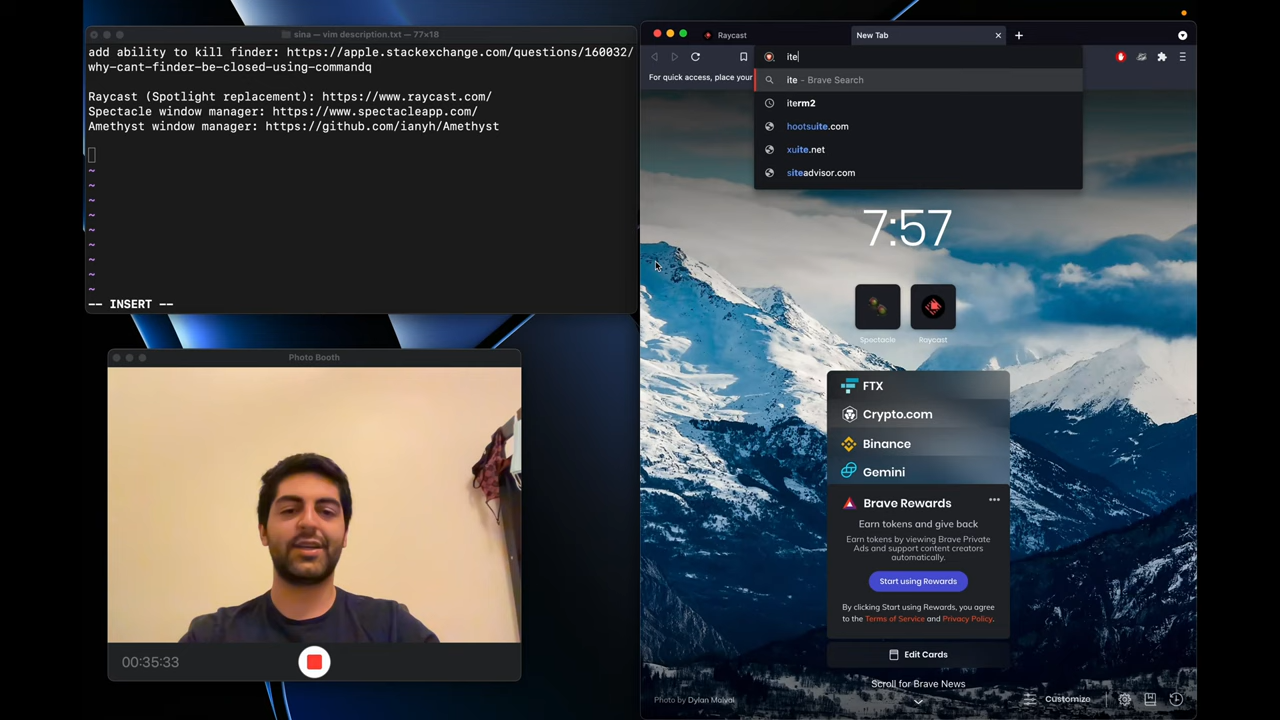 sina — vim description.txt — 77×18
add ability to kill finder: https://apple.stackexchange.com/questions/160032/
why-cant-finder-be-closed-using-commandq
Raycast (Spotlight replacement): https://www.raycast.com/
Spectacle window manager: https://www.spectacleapp.com/
Amethyst window manager: https://github.com/ianyh/Amethyst
~
~
~
~
~
~
~
~
~
-- INSERT --
Photo Booth
00:35:33
Raycast
New Tab
ite
For quick access, place your
ite – Brave Search
iterm2
hootsuite.com
xuite.net
siteadvisor.com
7:57
Spectacle
Raycast
FTX
Crypto.com
Binance
Gemini
Brave Rewards
Earn tokens and give back
Earn tokens by viewing Brave Private
Ads and support content creators
automatically.
Start using Rewards
By clicking Start using Rewards, you agree
to the Terms of Service and Privacy Policy.
Edit Cards
Scroll for Brave News
Photo by Dylan Malval
Customize